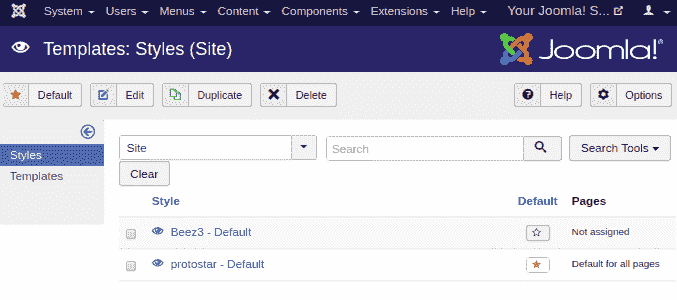 System Users Menus Content Components Extensions Help Your Joomla! S...
Templates: Styles (Site) Joomla!®
Default Edit Duplicate Delete Help Options
Styles
Templates
Site Search Search Tools
Clear
Style Default Pages
Beez3 - Default Not assigned
protostar - Default Default for all pages